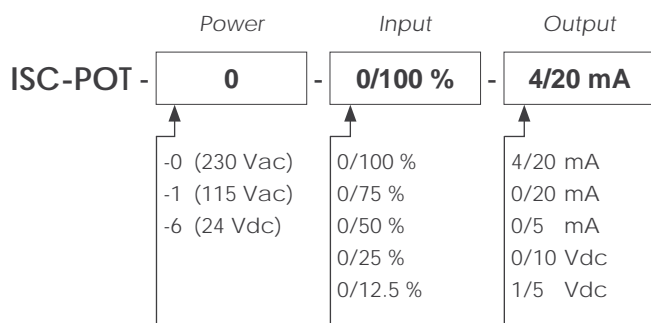 Power Input Output
ISC-POT - 0 - 0/100 % - 4/20 mA
-0 (230 Vac) 0/100 % 4/20 mA
-1 (115 Vac) 0/75 % 0/20 mA
-6 (24 Vdc) 0/50 % 0/5 mA
0/25 % 0/10 Vdc
0/12.5 % 1/5 Vdc